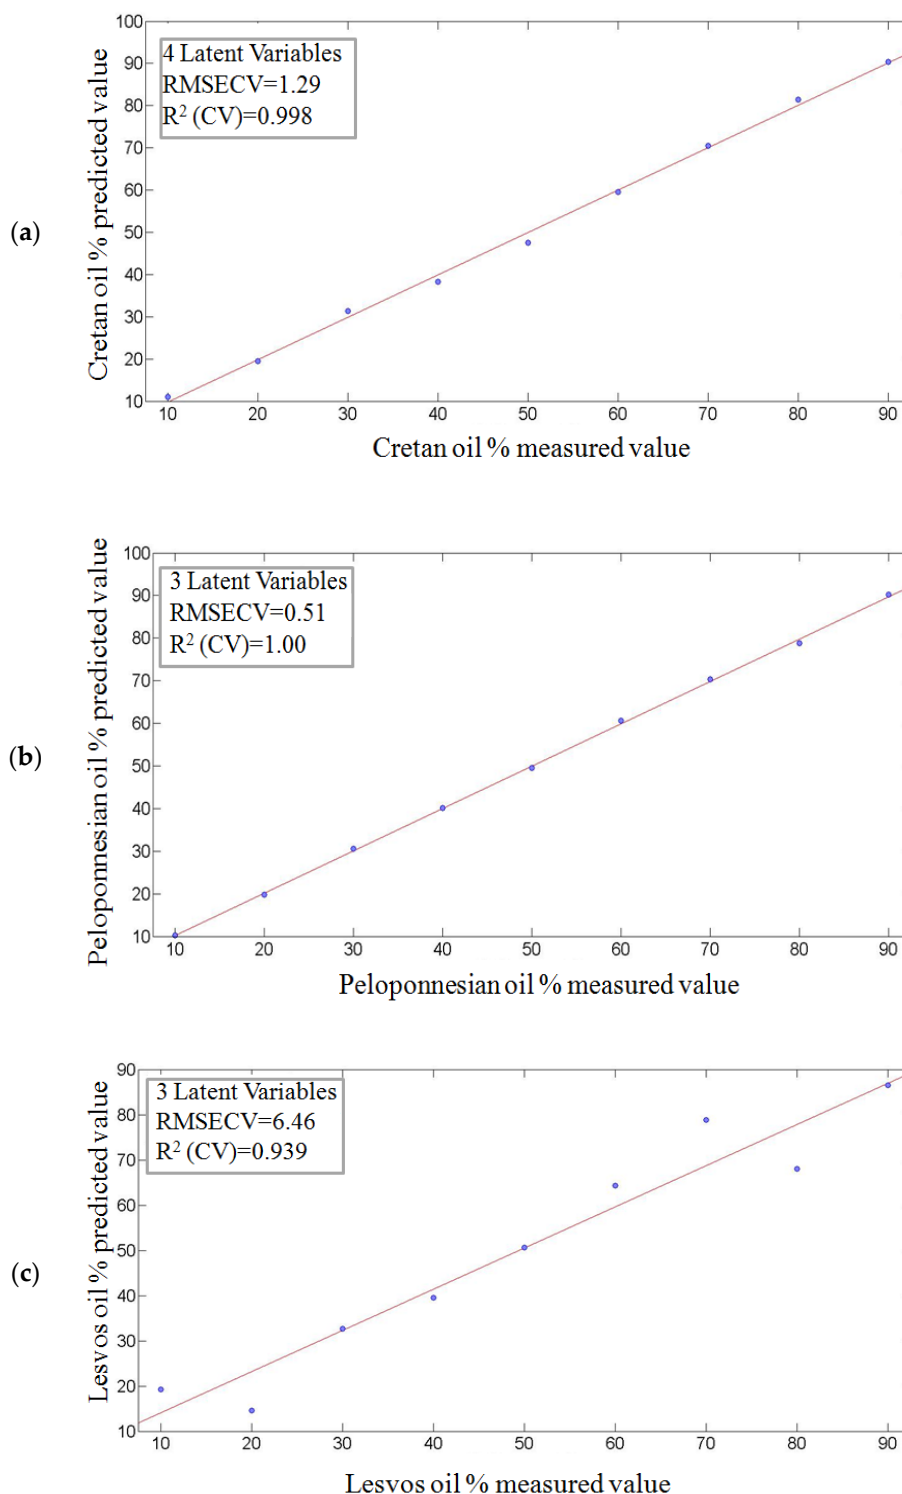 (a)
4 Latent Variables
RMSECV=1.29
R² (CV)=0.998
Cretan oil % predicted value
100
90
80
70
60
50
40
30
20
10
10 20 30 40 50 60 70 80 90
Cretan oil % measured value
(b)
3 Latent Variables
RMSECV=0.51
R² (CV)=1.00
Peloponnesian oil % predicted value
100
90
80
70
60
50
40
30
20
10
10 20 30 40 50 60 70 80 90
Peloponnesian oil % measured value
(c)
3 Latent Variables
RMSECV=6.46
R² (CV)=0.939
Lesvos oil % predicted value
90
80
70
60
50
40
30
20
10
10 20 30 40 50 60 70 80 90
Lesvos oil % measured value